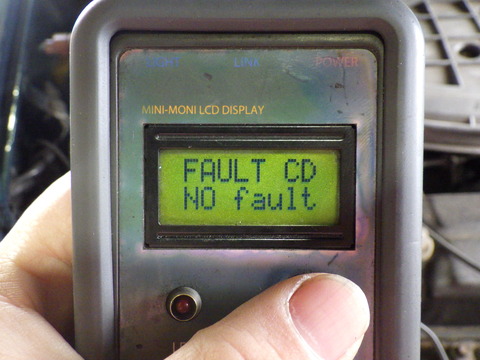 LINK POWER
MINI-MONI LCD DISPLAY
FAULT CD
NO fault